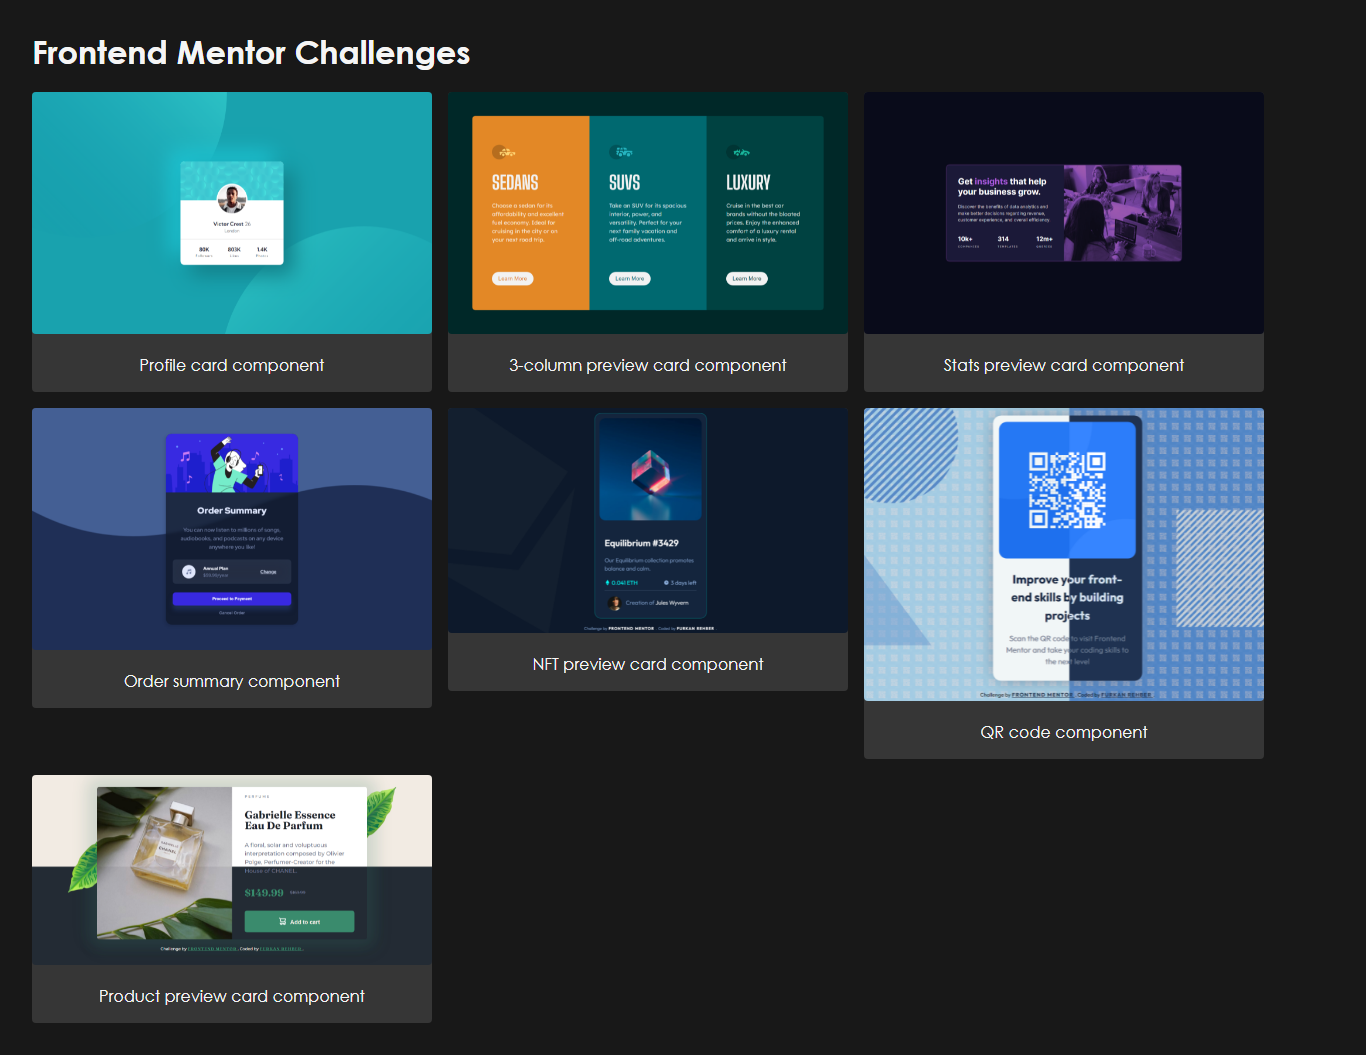 Frontend Mentor Challenges
Victor Crest 26
London
80K
803K
1.4K
Followers
Likes
Photos
Profile card component
SEDANS
Choose a sedan for its
affordability and excellent
fuel economy. Ideal for
cruising in the city or on
your next road trip.
Learn More
SUVS
Take an SUV for its spacious
interior, power, and
versatility. Perfect for your
next family vacation and
off-road adventures.
Learn More
LUXURY
Cruise in the best car
brands without the bloated
prices. Enjoy the enhanced
comfort of a luxury rental
and arrive in style.
Learn More
3-column preview card component
Get insights that help
your business grow.
Discover the benefits of data analytics and
make better decisions regarding revenue,
customer experience, and overall efficiency
10k+
314
12m+
COMPANIES
TEMPLATES
QUERIES
Stats preview card component
Order Summary
You can now listen to millions of songs,
audiobooks, and podcasts on any device
anywhere you like!
Annual Plan
Change
Proceed to Payment
Cancel Order
Order summary component
Equilibrium #3429
Our Equilibrium collection promotes
balance and calm.
0.041 ETH
3 days left
Creation of Jules Wyvern
Challenge by FRONTEND MENTOR. Coded by FURKAN REHBER
NFT preview card component
Improve your front-
end skills by building
projects
Scan the QR code to visit Frontend
Mentor and take your coding skills to
the next level
Challenge by FRONTEND MENTOR. Coded by FURKAN REHBER
QR code component
PERFUME
Gabrielle Essence
Eau De Parfum
A floral, solar and voluptuous
interpretation composed by Olivier
Polge, Perfumer-Creator for the
House of CHANEL.
$149.99
Add to cart
CHANEL
Challenge by FRONTEND MENTOR. Coded by FURKAN REHBER.
Product preview card component